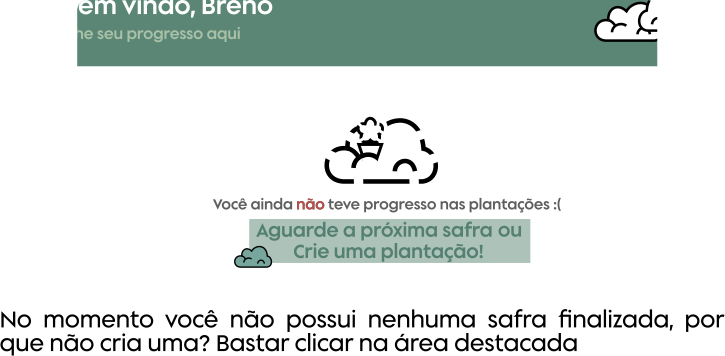 em vindo, Breno
he seu progresso aqui
Você ainda não teve progresso nas plantações :(
Aguarde a próxima safra ou
Crie uma plantação!
No momento você não possui nenhuma safra finalizada, por
que não cria uma? Bastar clicar na área destacada